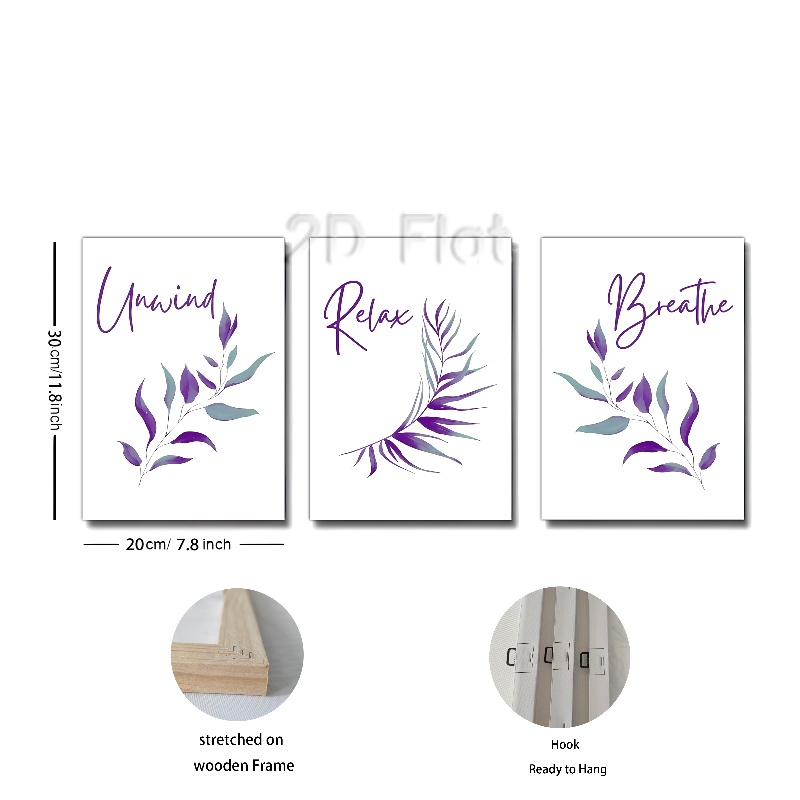 2D Flat
Unwind
Relax
Breathe
30cm/11.8inch
20cm/ 7.8 inch
stretched on
wooden Frame
Hook
Ready to Hang